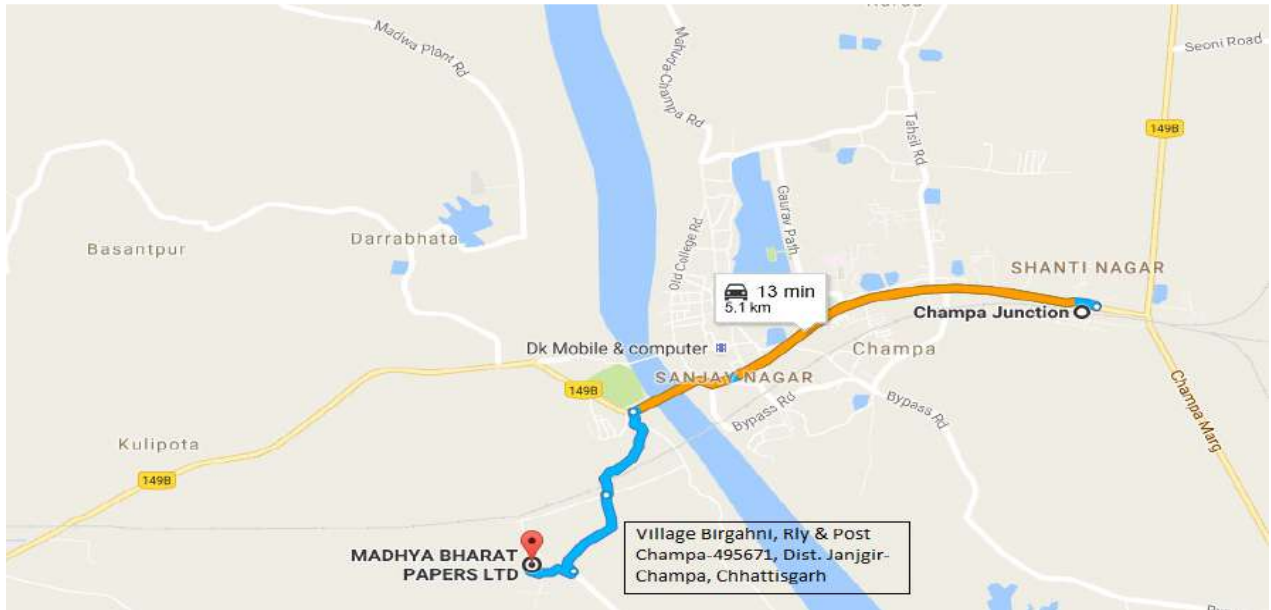 Madwa Plant Rd
Mahuda-Champa Rd
Seoni Road
149B
Tahsil Rd
Gaurav Path
Old College Rd
Basantpur
Darrabhata
SHANTI NAGAR
13 min
5.1 km
Champa Junction
Dk Mobile & computer
Champa
SANJAY NAGAR
149B
Bypass Rd
Bypass Rd
Champa Marg
Kulipota
149B
MADHYA BHARAT
PAPERS LTD
Village Birgahni, Rly & Post
Champa-495671, Dist. Janjgir-
Champa, Chhattisgarh